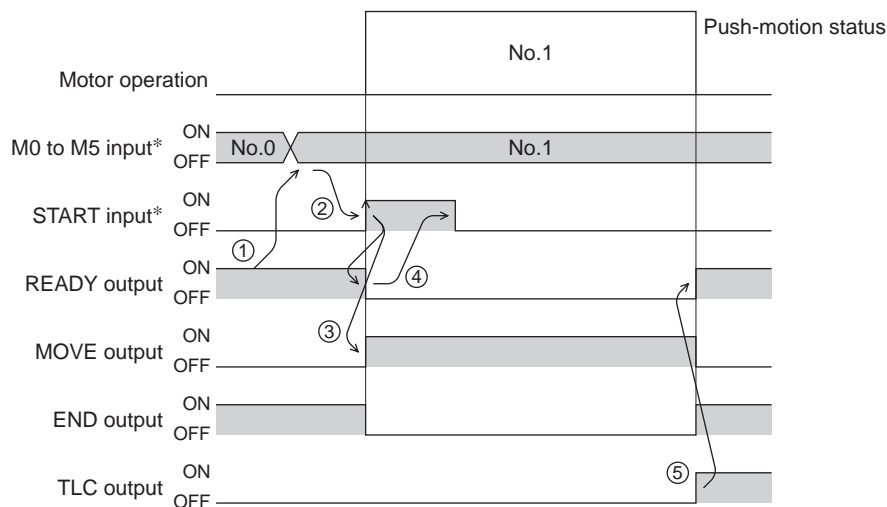 Push-motion status
No.1
Motor operation
M0 to M5 input*
ON
OFF
No.0
No.1
START input*
ON
OFF
①
②
READY output
ON
OFF
④
③
MOVE output
ON
OFF
END output
ON
OFF
TLC output
ON
OFF
⑤